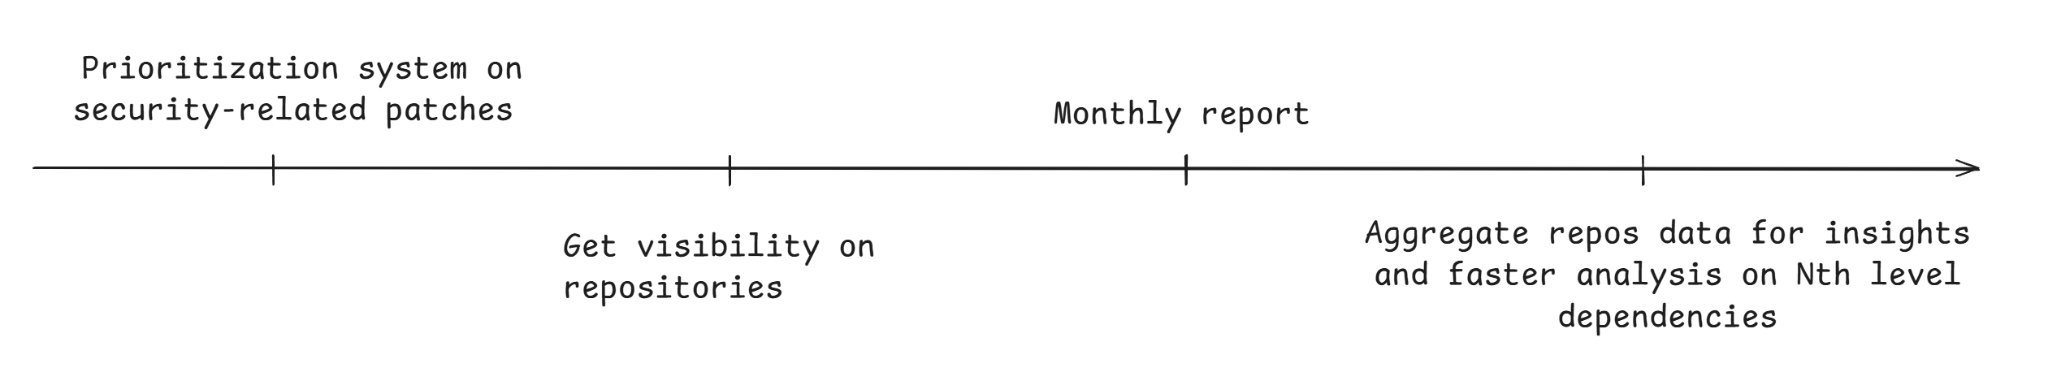 Prioritization system on
security-related patches
Get visibility on
repositories
Monthly report
Aggregate repos data for insights
and faster analysis on Nth level
dependencies